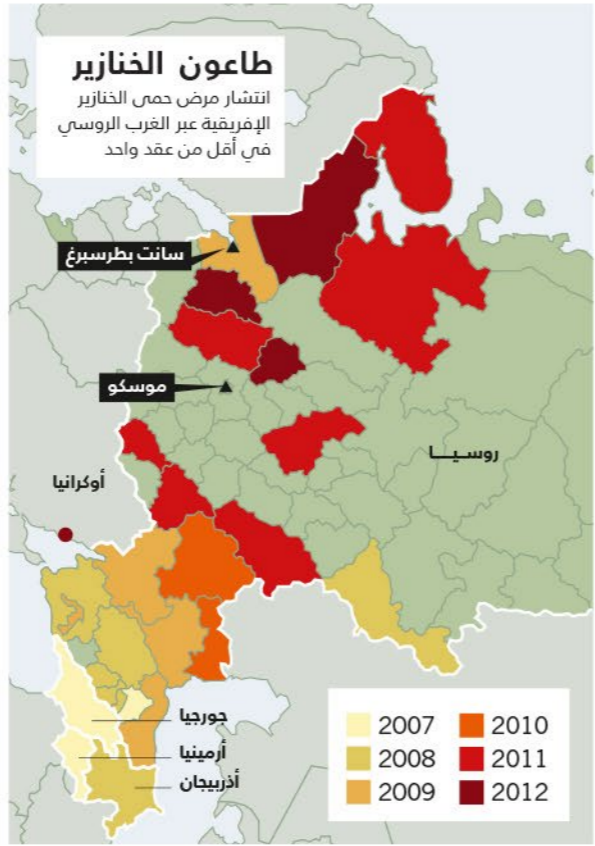 طاعون الخنازير
انتشار مرض حمى الخنازير
الإفريقية عبر الغرب الروسي
في أقل من عقد واحد
سانت بطرسبرغ
موسكو
روسيــــا
أوكرانيا
جورجيا
أرمينيا
أذربيجان
2007
2008
2009
2010
2011
2012